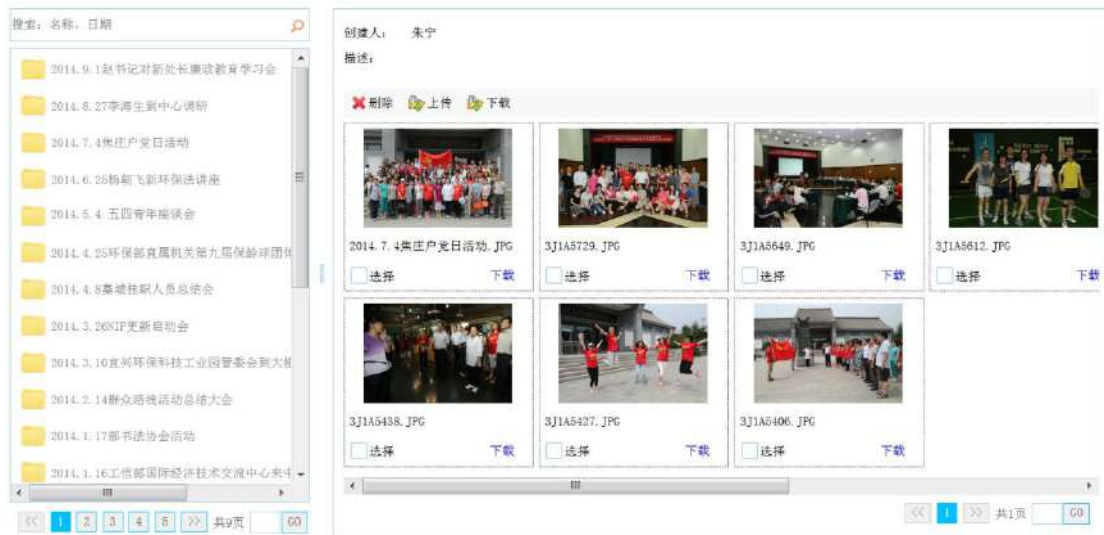 搜索：名称、日期
2014.9.1赵书记对新处长廉政教育学习会
2014.8.27李海生到中心调研
2014.7.4焦庄户党日活动
2014.6.25杨朝飞新环保法讲座
2014.5.4 五四青年座谈会
2014.4.25环保部直属机关第九届保龄球团体
2014.4.8藁城挂职人员总结会
2014.3.26NIP更新启动会
2014.3.10宜兴环保科技工业园管委会到大楼
2014.2.14群众路线活动总结大会
2014.1.17部书法协会活动
2014.1.16工信部国际经济技术交流中心来中
<< 1 2 3 4 5 >> 共9页 GO
创建人： 朱宁
描述：
删除 上传 下载
2014.7.4焦庄户党日活动.JPG
选择 下载
3J1A5729.JPG
选择 下载
3J1A5649.JPG
选择 下载
3J1A5612.JPG
选择 下载
3J1A5438.JPG
选择 下载
3J1A5427.JPG
选择 下载
3J1A5406.JPG
选择 下载
<< 1 >> 共1页 GO